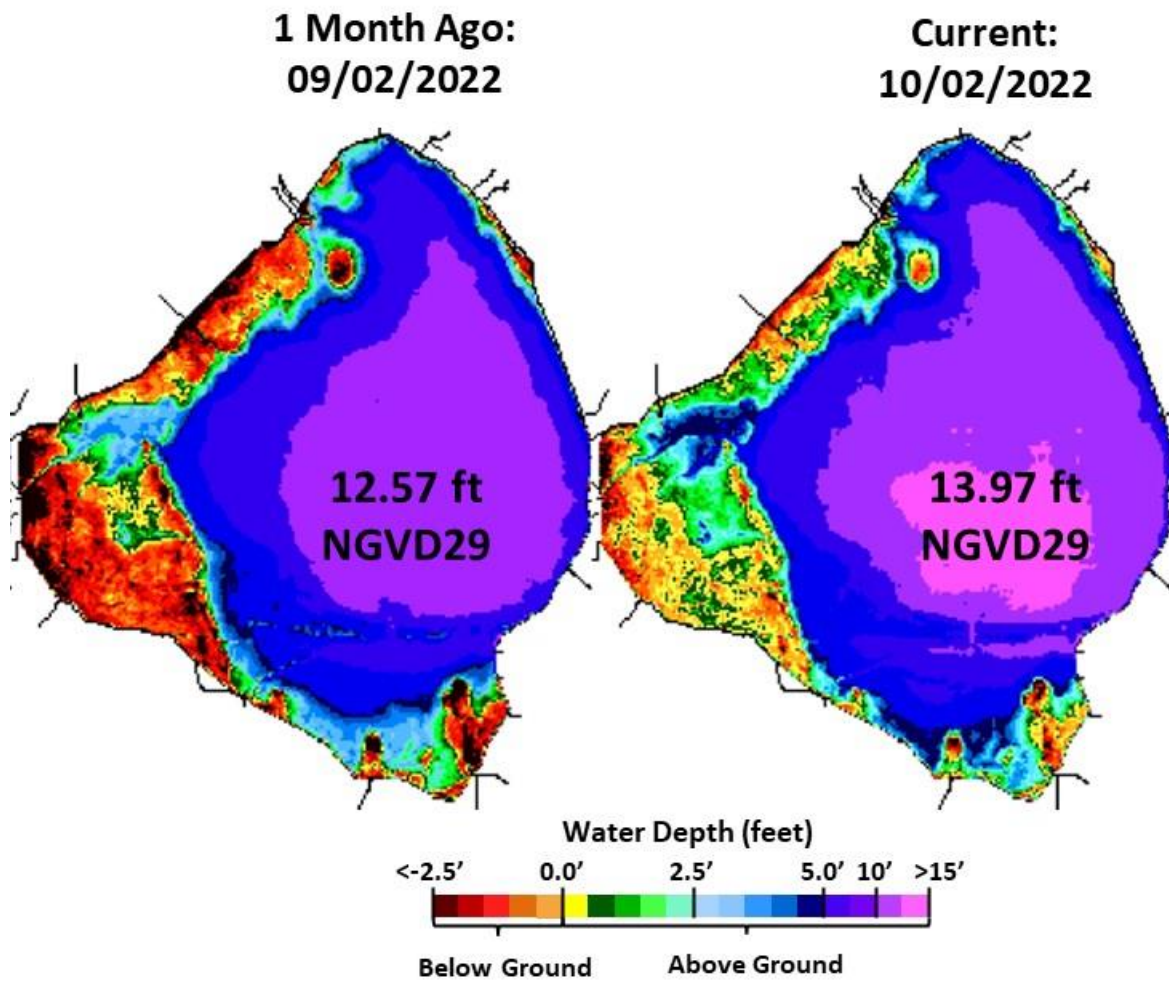 1 Month Ago:
09/02/2022
Current:
10/02/2022
12.57 ft
NGVD29
13.97 ft
NGVD29
Water Depth (feet)
<-2.5’ 0.0’ 2.5’ 5.0’ 10’ >15’
Below Ground Above Ground